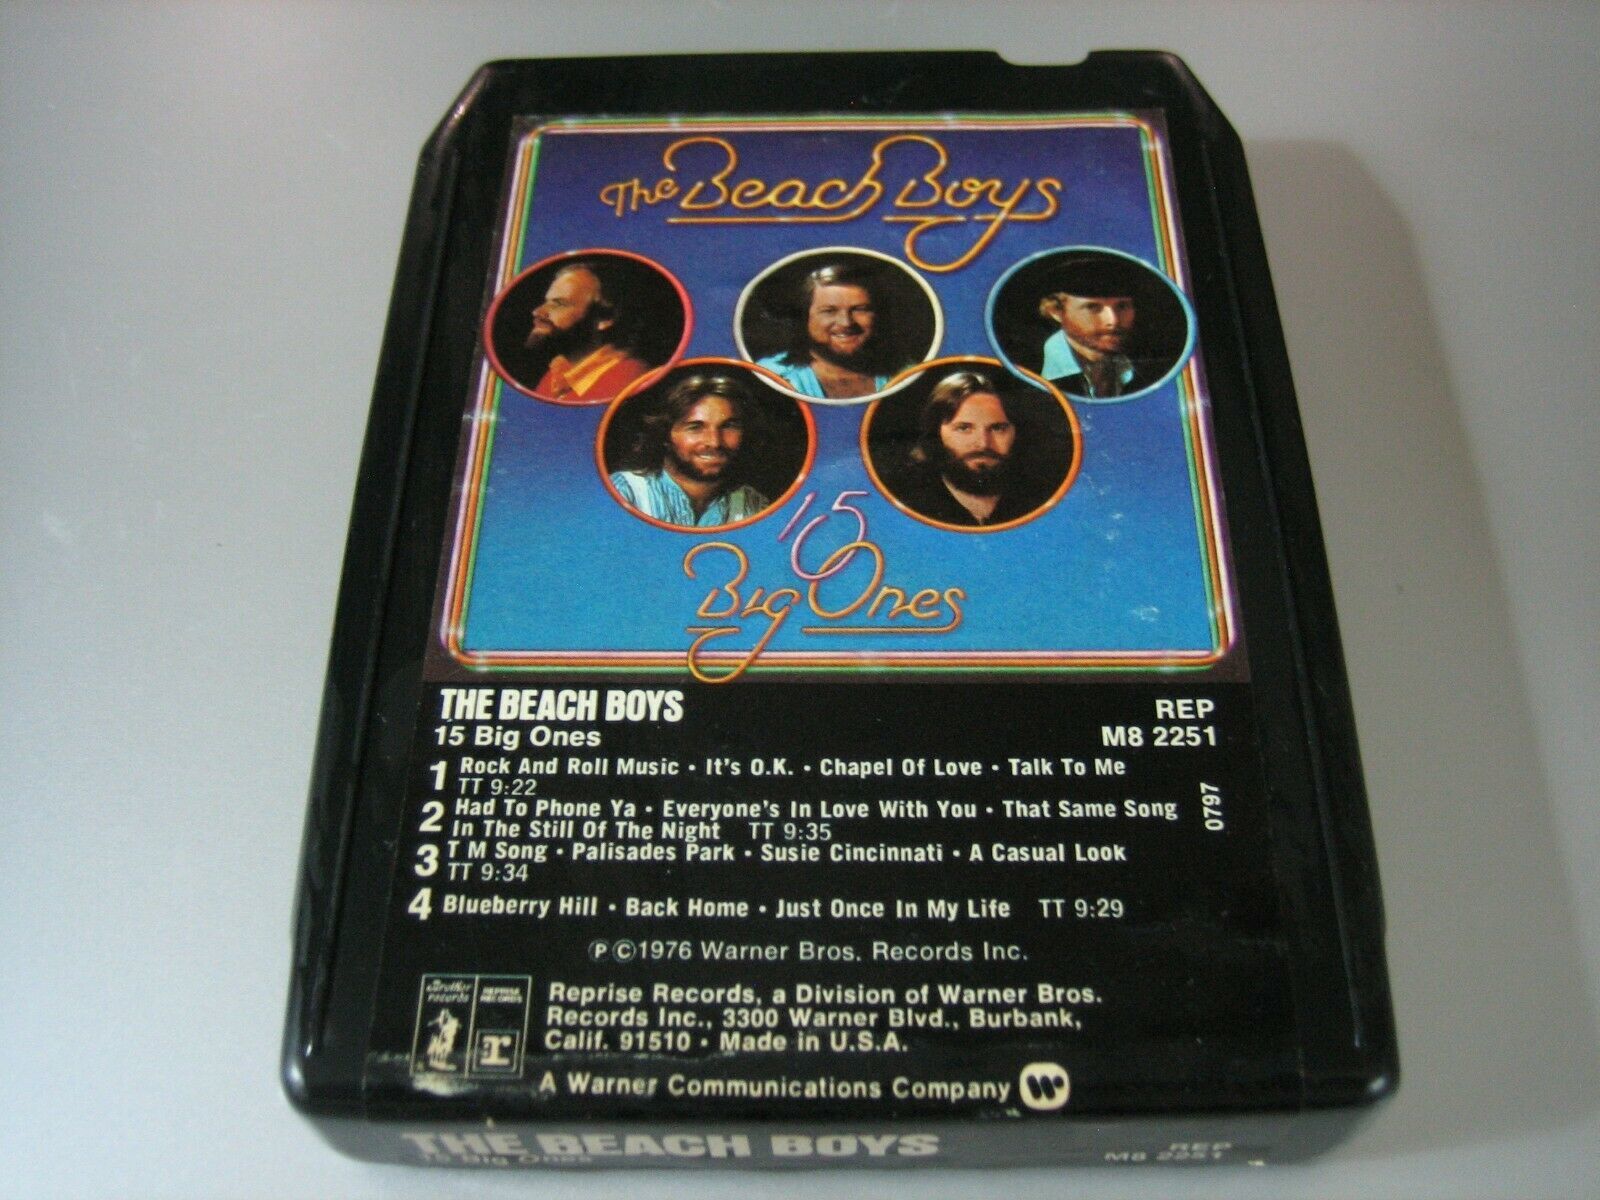 The Beach Boys
15
Big Ones
THE BEACH BOYS
REP
15 Big Ones
M8 2251
1 Rock And Roll Music • It's O.K. • Chapel Of Love • Talk To Me
TT 9:22
0797
2 Had To Phone Ya • Everyone's In Love With You • That Same Song
In The Still Of The Night TT 9:35
3 T M Song • Palisades Park • Susie Cincinnati • A Casual Look
TT 9:34
4 Blueberry Hill • Back Home • Just Once In My Life TT 9:29
℗©1976 Warner Bros. Records Inc.
brother
records
REPRISE
RECORDS
r
Reprise Records, a Division of Warner Bros.
Records Inc., 3300 Warner Blvd., Burbank,
Calif. 91510 • Made in U.S.A.
A Warner Communications Company
THE BEACH BOYS
15 Big Ones
REP
M8 2251